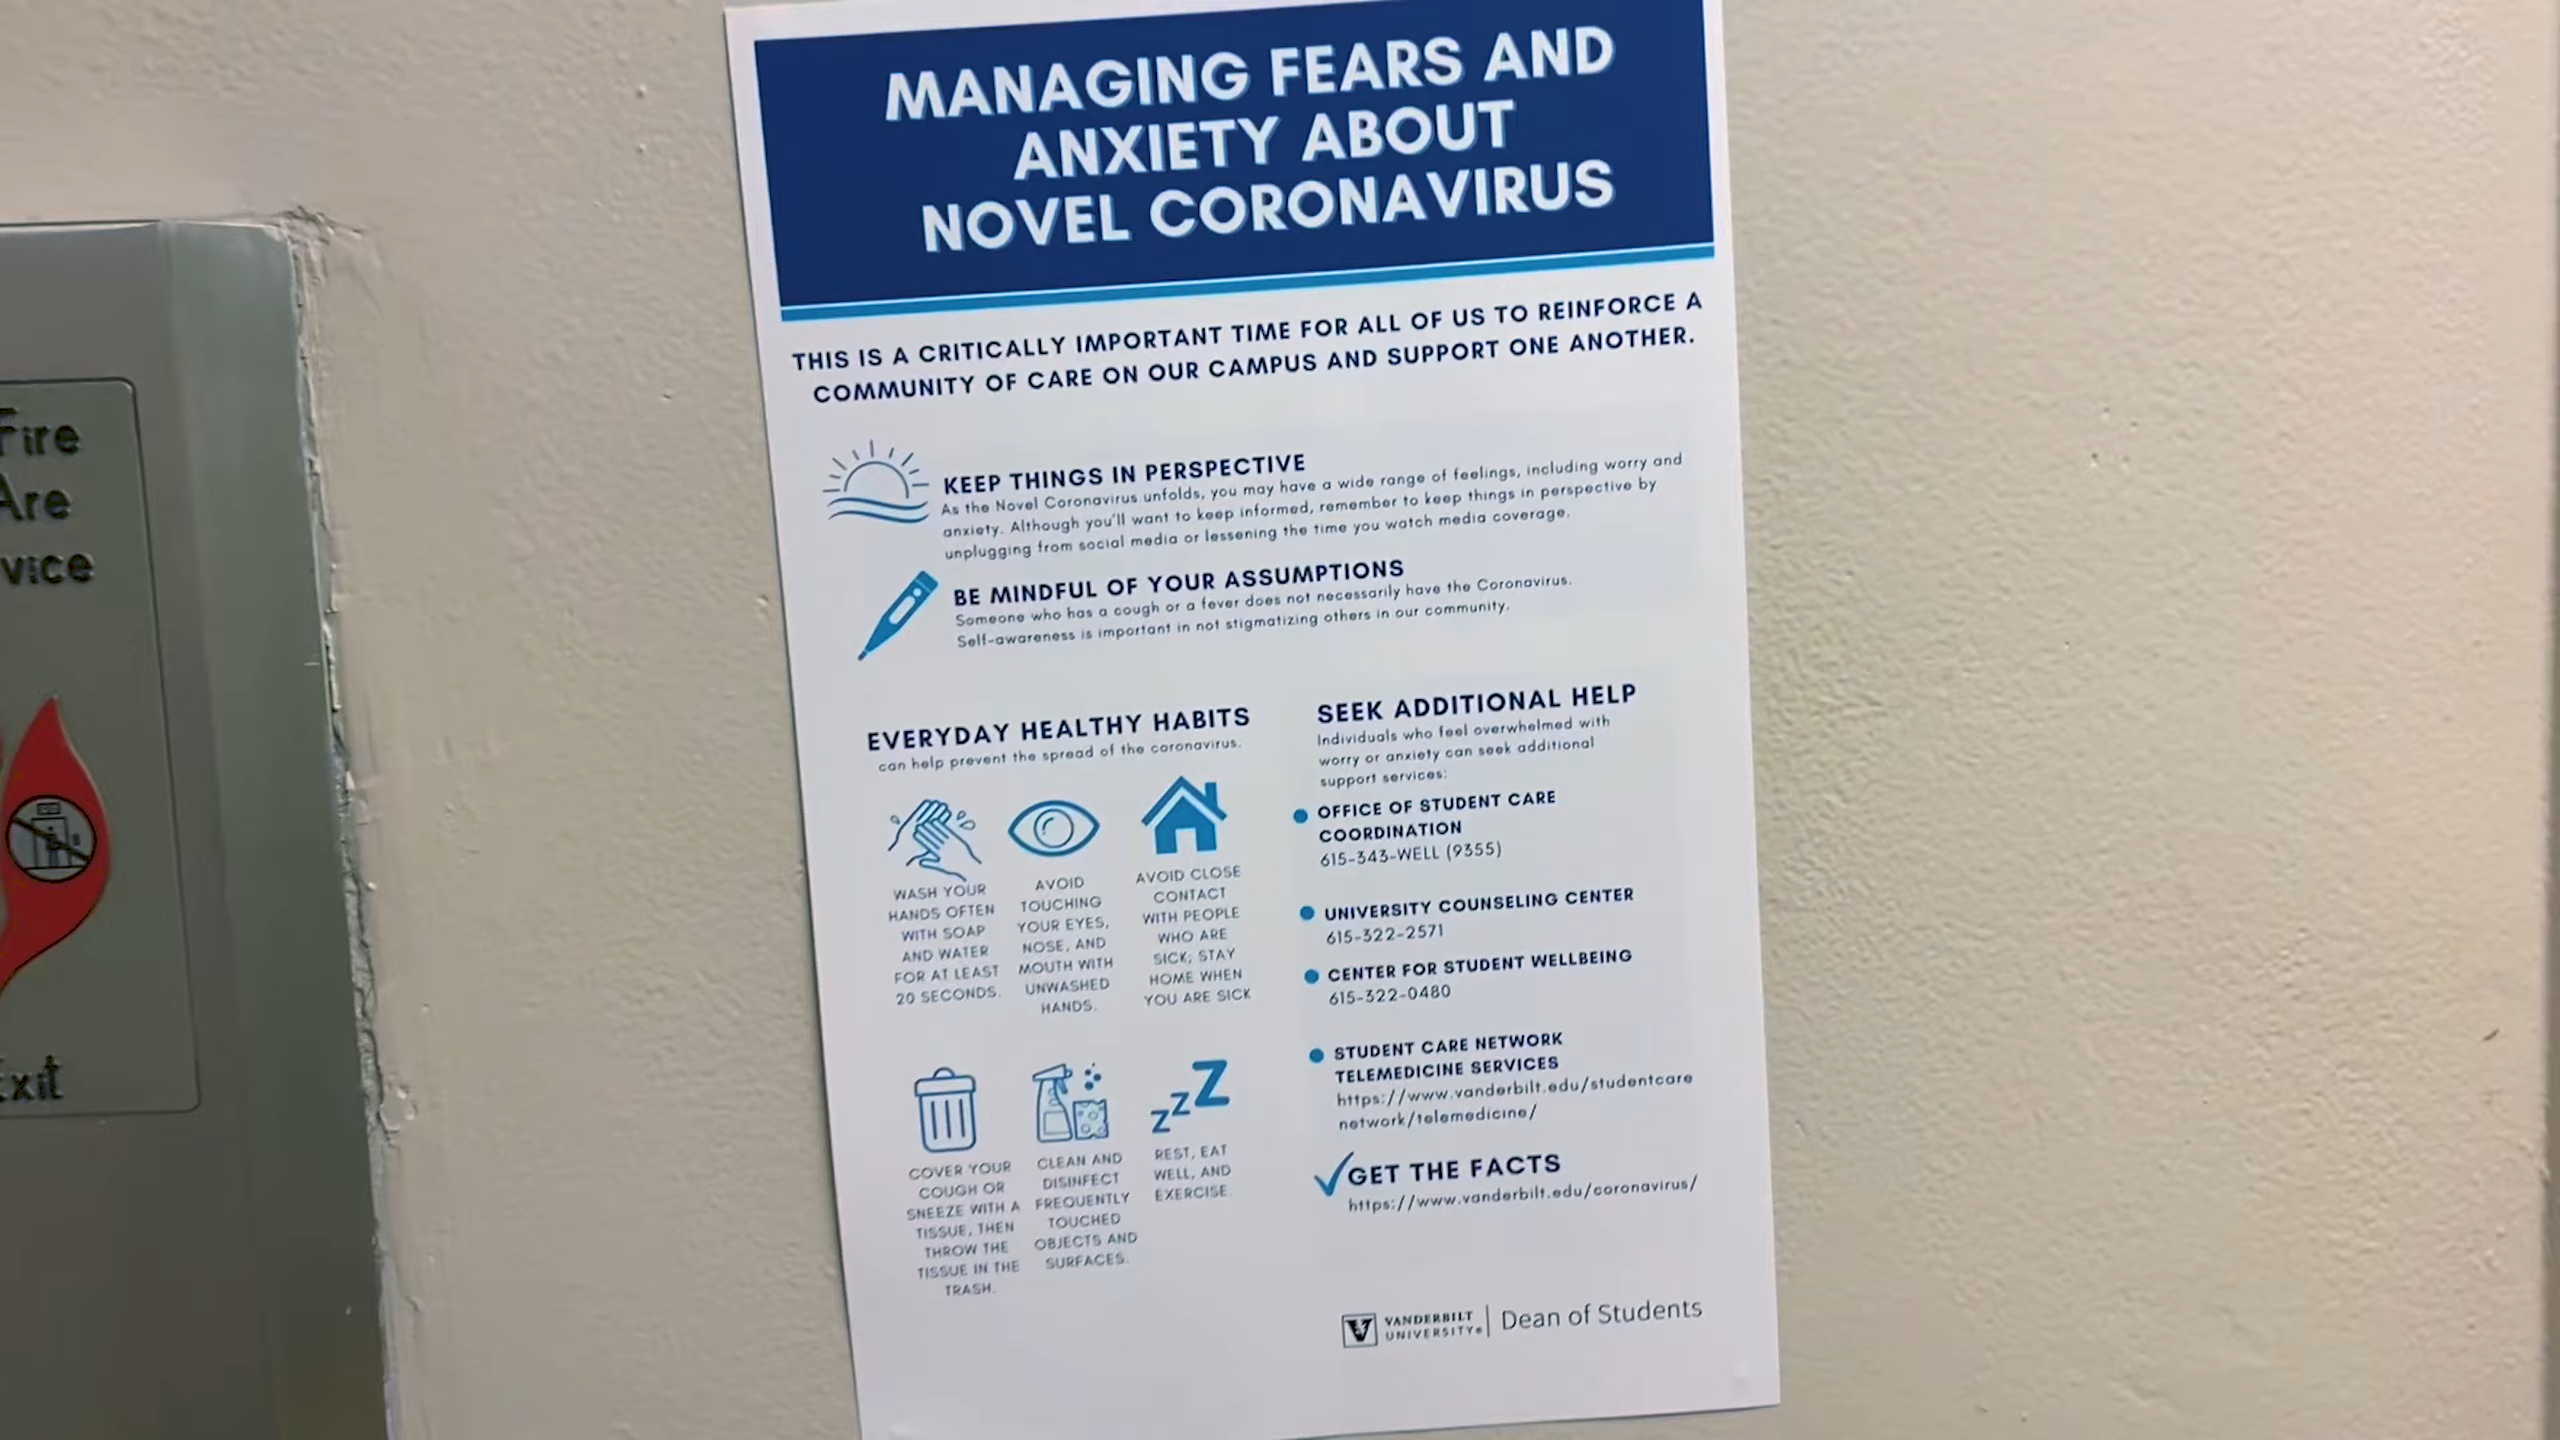 Fire
Are
vice
Exit
MANAGING FEARS AND
ANXIETY ABOUT
NOVEL CORONAVIRUS
THIS IS A CRITICALLY IMPORTANT TIME FOR ALL OF US TO REINFORCE A
COMMUNITY OF CARE ON OUR CAMPUS AND SUPPORT ONE ANOTHER.
KEEP THINGS IN PERSPECTIVE
As the Novel Coronavirus unfolds, you may have a wide range of feelings, including worry and
anxiety. Although you'll want to keep informed, remember to keep things in perspective by
unplugging from social media or lessening the time you watch media coverage.
BE MINDFUL OF YOUR ASSUMPTIONS
Someone who has a cough or a fever does not necessarily have the Coronavirus.
Self-awareness is important in not stigmatizing others in our community.
EVERYDAY HEALTHY HABITS
can help prevent the spread of the coronavirus.
WASH YOUR
HANDS OFTEN
WITH SOAP
AND WATER
FOR AT LEAST
20 SECONDS.
AVOID
TOUCHING
YOUR EYES,
NOSE, AND
MOUTH WITH
UNWASHED
HANDS.
AVOID CLOSE
CONTACT
WITH PEOPLE
WHO ARE
SICK; STAY
HOME WHEN
YOU ARE SICK
zzZ
COVER YOUR
COUGH OR
SNEEZE WITH A
TISSUE, THEN
THROW THE
TISSUE IN THE
TRASH.
CLEAN AND
DISINFECT
FREQUENTLY
TOUCHED
OBJECTS AND
SURFACES.
REST, EAT
WELL, AND
EXERCISE.
SEEK ADDITIONAL HELP
Individuals who feel overwhelmed with
worry or anxiety can seek additional
support services:
OFFICE OF STUDENT CARE
COORDINATION
615-343-WELL (9355)
UNIVERSITY COUNSELING CENTER
615-322-2571
CENTER FOR STUDENT WELLBEING
615-322-0480
STUDENT CARE NETWORK
TELEMEDICINE SERVICES
https://www.vanderbilt.edu/studentcare
network/telemedicine/
GET THE FACTS
https://www.vanderbilt.edu/coronavirus/
V VANDERBILT
UNIVERSITY® | Dean of Students